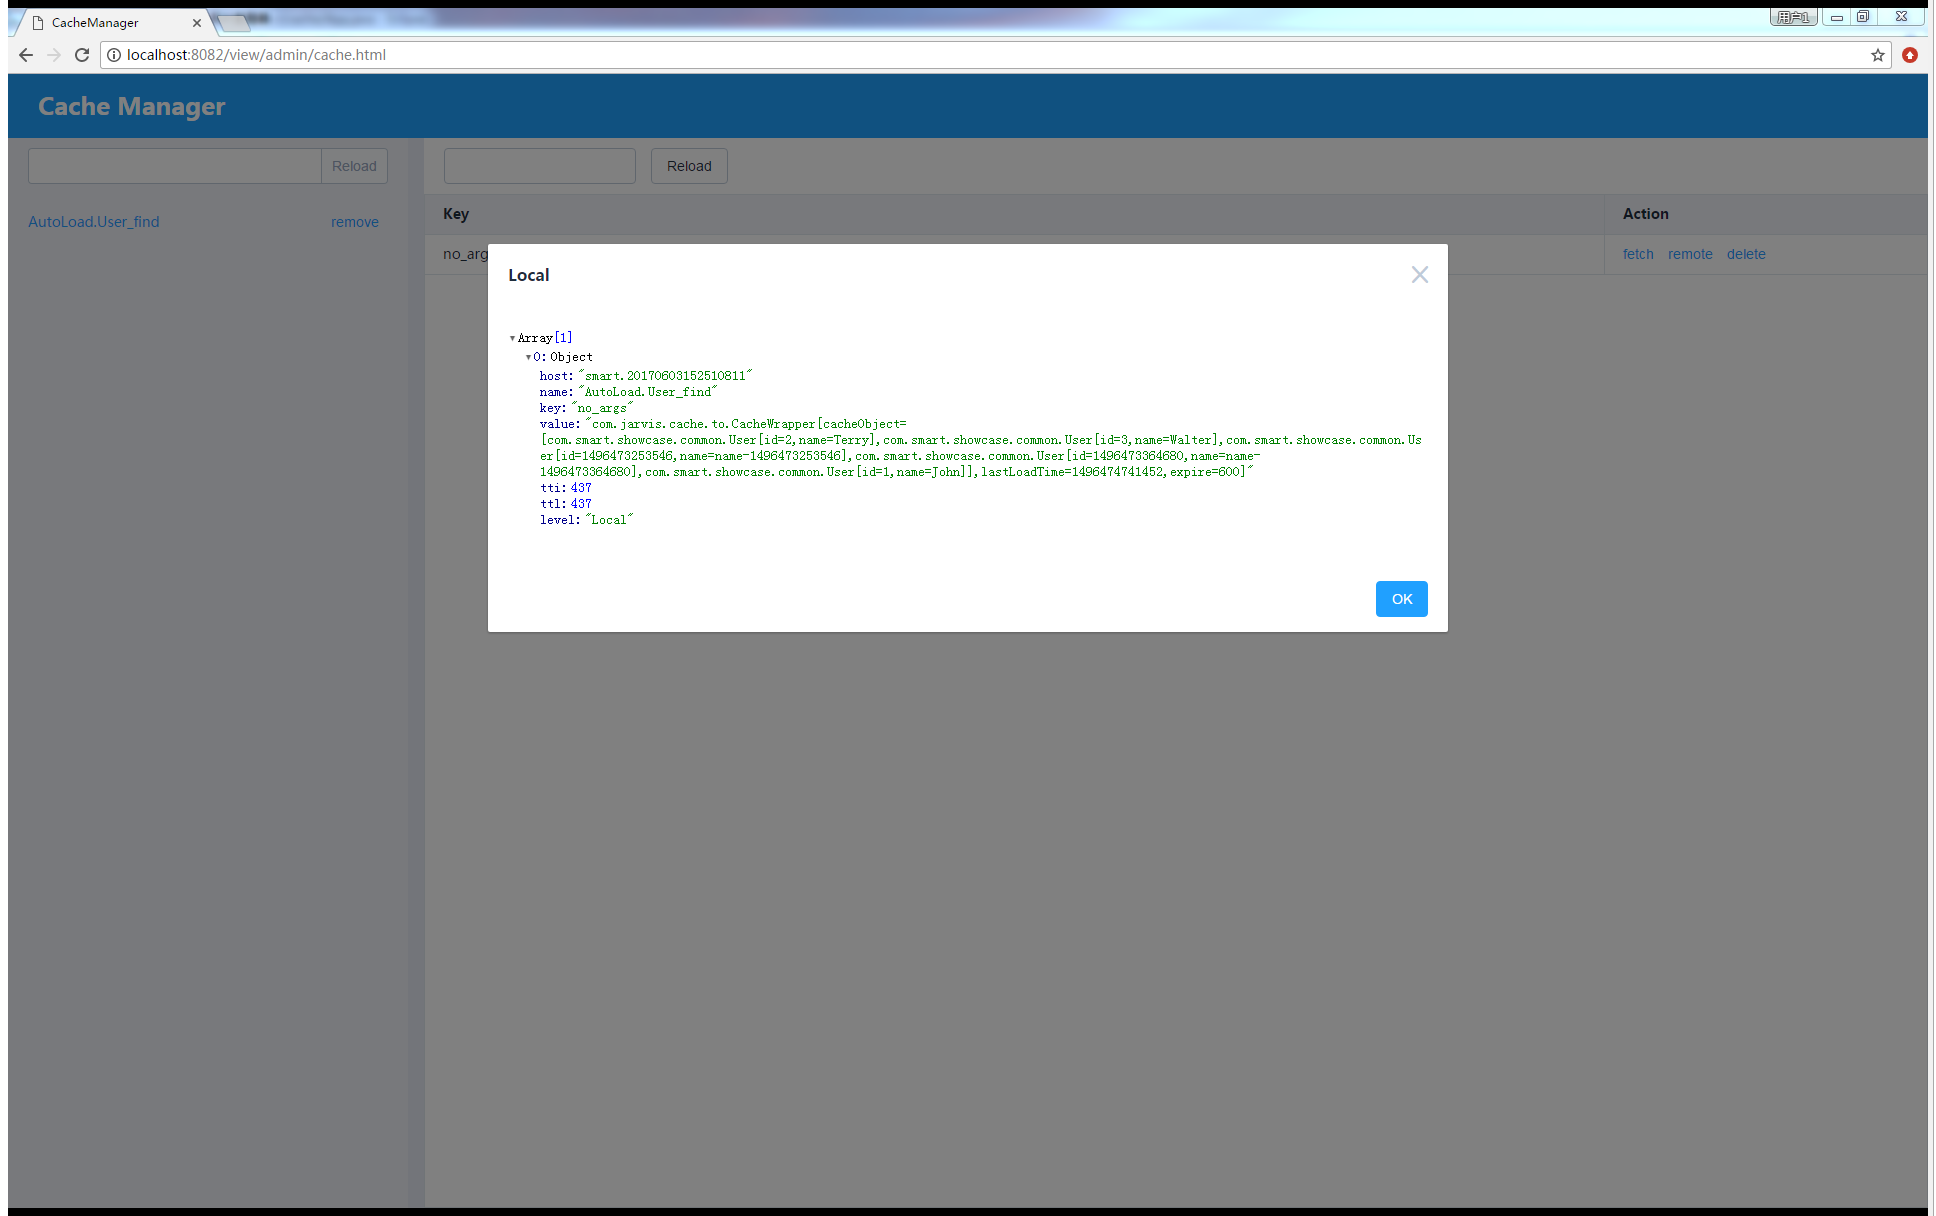 CacheManager
用户1
localhost:8082/view/admin/cache.html
Cache Manager
Reload
Reload
AutoLoad.User_find
remove
Key
Action
no_arg
fetch remote delete
Local
Array[1]
0: Object
host: "smart.20170603152510811"
name: "AutoLoad.User_find"
key: "no_args"
value: "com.jarvis.cache.to.CacheWrapper[cacheObject=
[com.smart.showcase.common.User[id=2,name=Terry],com.smart.showcase.common.User[id=3,name=Walter],com.smart.showcase.common.Us
er[id=1496473253546,name=name-1496473253546],com.smart.showcase.common.User[id=1496473364680,name=name-
1496473364680],com.smart.showcase.common.User[id=1,name=John]],lastLoadTime=1496474741452,expire=600]"
tti: 437
ttl: 437
level: "Local"
OK